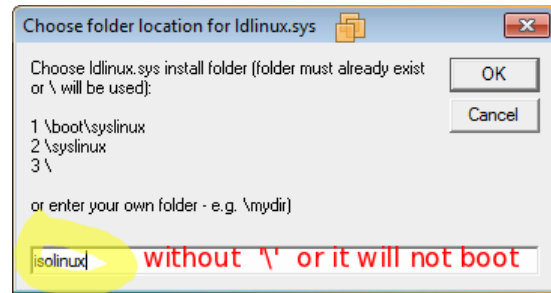 Choose folder location for ldlinux.sys
Choose ldlinux.sys install folder (folder must already exist
or \ will be used):
1 \boot\syslinux
2 \syslinux
3 \
or enter your own folder - e.g. \mydir)
OK
Cancel
isolinux without '\' or it will not boot